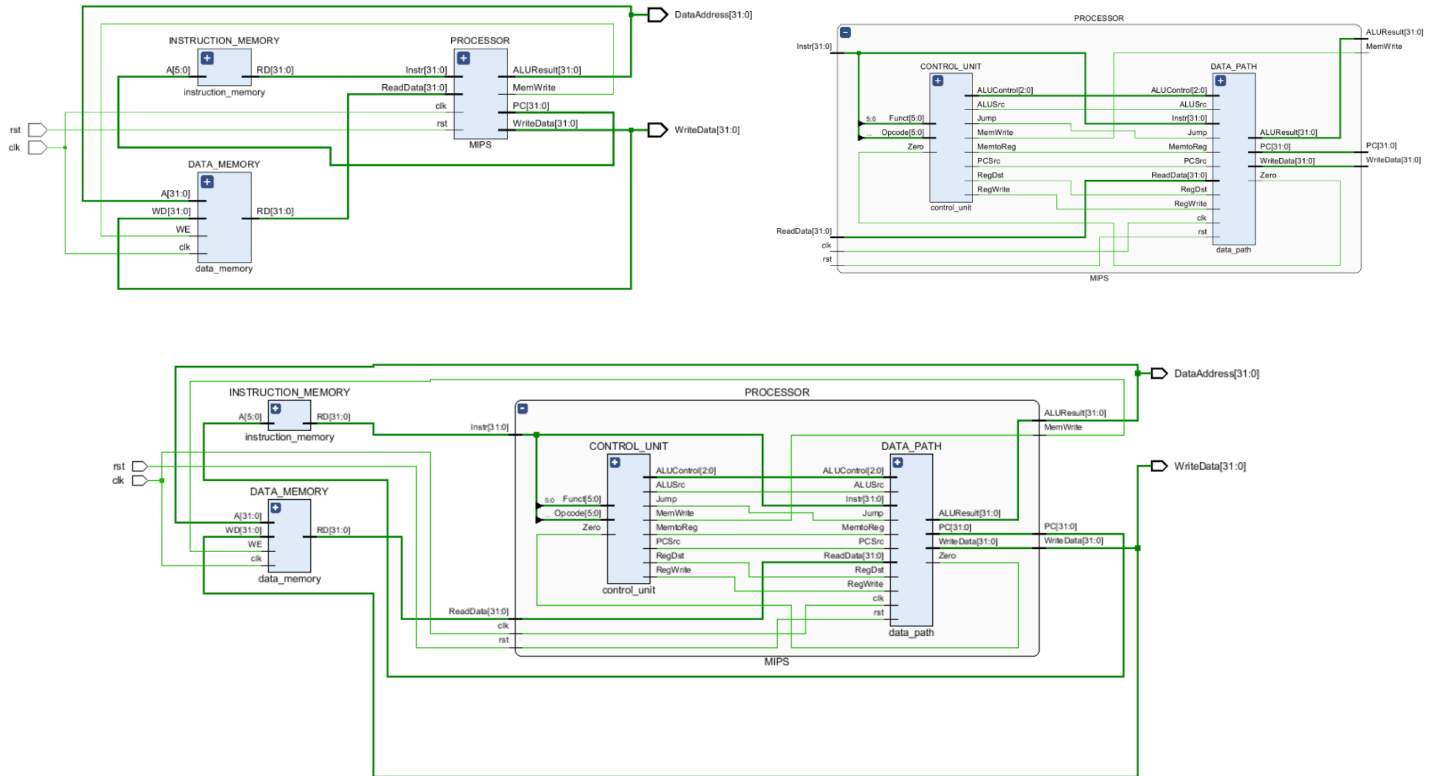 DataAddress[31:0]
INSTRUCTION_MEMORY
PROCESSOR
A[5:0]
RD[31:0]
instruction_memory
Instr[31:0]
ALUResult[31:0]
ReadData[31:0]
MemWrite
clk
PC[31:0]
rst
WriteData[31:0]
MIPS
rst
clk
WriteData[31:0]
DATA_MEMORY
A[31:0]
WD[31:0]
RD[31:0]
WE
clk
data_memory
PROCESSOR
Instr[31:0]
ALUResult[31:0]
MemWrite
CONTROL_UNIT
DATA_PATH
5:0
Funct[5:0]
...
Opcode[5:0]
Zero
ALUControl[2:0]
ALUSrc
Jump
MemWrite
MemtoReg
PCSrc
RegDst
RegWrite
control_unit
ALUControl[2:0]
ALUSrc
Instr[31:0]
Jump
MemtoReg
PCSrc
ReadData[31:0]
RegDst
RegWrite
clk
rst
data_path
ALUResult[31:0]
PC[31:0]
WriteData[31:0]
Zero
PC[31:0]
WriteData[31:0]
ReadData[31:0]
clk
rst
MIPS
DataAddress[31:0]
INSTRUCTION_MEMORY
PROCESSOR
A[5:0]
RD[31:0]
instruction_memory
Instr[31:0]
ALUResult[31:0]
MemWrite
rst
clk
WriteData[31:0]
DATA_MEMORY
A[31:0]
WD[31:0]
RD[31:0]
WE
clk
data_memory
CONTROL_UNIT
DATA_PATH
5:0
Funct[5:0]
...
Opcode[5:0]
Zero
ALUControl[2:0]
ALUSrc
Jump
MemWrite
MemtoReg
PCSrc
RegDst
RegWrite
control_unit
ALUControl[2:0]
ALUSrc
Instr[31:0]
Jump
MemtoReg
PCSrc
ReadData[31:0]
RegDst
RegWrite
clk
rst
data_path
ALUResult[31:0]
PC[31:0]
WriteData[31:0]
Zero
PC[31:0]
WriteData[31:0]
ReadData[31:0]
clk
rst
MIPS